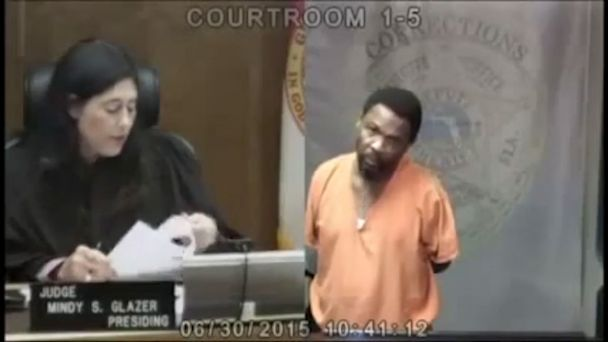 COURTROOM 1-5
CORRECTIONS
JUDGE
MINDY S. GLAZER
PRESIDING
06/30/2015 10:41:12